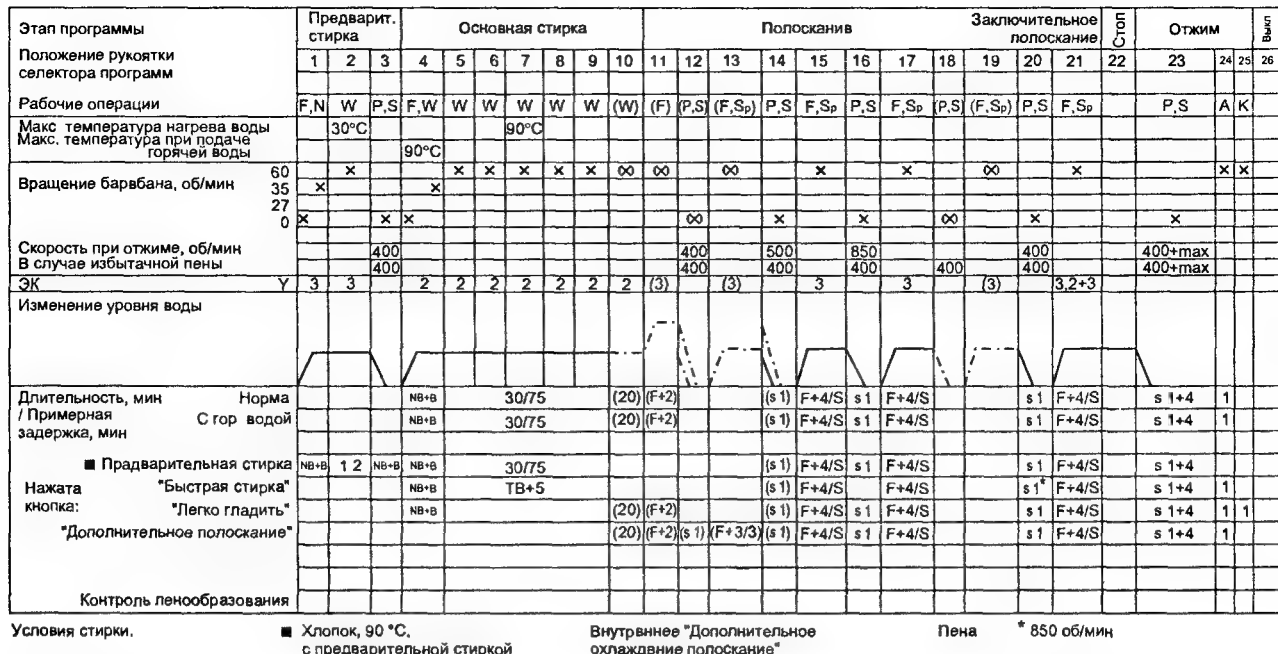 Этап программы Предварит. стирка Основная стирка Полосканив Заключительное полоскание Стоп Отжим Выкл
Положение рукоятки селектора программ 1 2 3 4 5 6 7 8 9 10 11 12 13 14 15 16 17 18 19 20 21 22 23 24 25 26
Рабочие операции F,N W P,S F,W W W W W W (W) (F) (P,S) (F,Sp) P,S F,Sp P,S F,Sp (P,S) (F,Sp) P,S F,Sp P,S A K
Макс температура нагрева воды 30°C 90°C
Макс. температура при подаче горячей воды 90°C
Вращение барвбана, об/мин
60 × × × × × × ∞ ∞ ∞ × × ∞ × × ×
35 × ×
27
0 × × × ∞ × × ∞ × ×
Скорость при отжиме, об/мин 400 400 500 850 400 400+max
В случае избытачной пены 400 400 400 400 400 400 400+max
ЭК Y 3 3 2 2 2 2 2 2 2 (3) (3) 3 3 (3) 3,2+3
Изменение уровня воды
Длительность, мин / Примерная задержка, мин
Норма NB+B 30/75 (20) (F+2) (s 1) F+4/S s 1 F+4/S s 1 F+4/S s 1+4 1
С гор водой NB+B 30/75 (20) (F+2) (s 1) F+4/S s 1 F+4/S s 1 F+4/S s 1+4 1
■ Прадварительная стирка NB+B 1 2 NB+B NB+B 30/75 (s 1) F+4/S s 1 F+4/S s 1 F+4/S s 1+4
Нажата кнопка:
"Быстрая стирка" NB+B TB+5 (s 1) F+4/S s 1* F+4/S s 1+4 1
"Легко гладить" NB+B (20) (F+2) (s 1) F+4/S s 1 F+4/S s 1 F+4/S s 1+4 1 1
"Дополнительное полоскание" (20) (F+2) (s 1) (F+3/3) (s 1) F+4/S s 1 F+4/S s 1 F+4/S s 1+4 1
Контроль ленообразования
Условия стирки. ■ Хлопок, 90 °C, Внутрвннее "Дополнительное Пена * 850 об/мин
с предварительной стиркой охлаждвние полоскание"